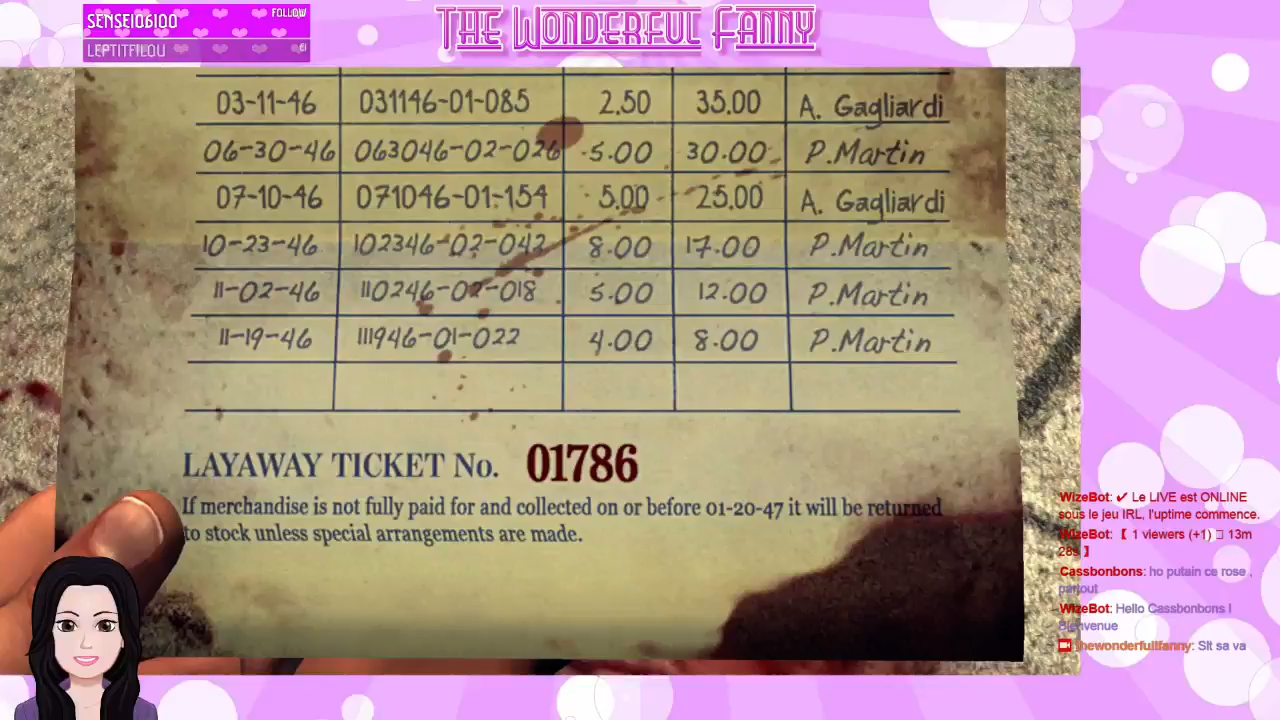 SENSEI06100
FOLLOW
LEPTITFILOU
The Wonderful Fanny
03-11-46 031146-01-085 2.50 35.00 A. Gagliardi
06-30-46 063046-02-026 5.00 30.00 P.Martin
07-10-46 071046-01-154 5.00 25.00 A. Gagliardi
10-23-46 102346-02-042 8.00 17.00 P.Martin
11-02-46 110246-02-018 5.00 12.00 P.Martin
11-19-46 111946-01-022 4.00 8.00 P.Martin
LAYAWAY TICKET No. 01786
If merchandise is not fully paid for and collected on or before 01-20-47 it will be returned
to stock unless special arrangements are made.
WizeBot: ✔ Le LIVE est ONLINE
sous le jeu IRL, l'uptime commence.
WizeBot: 【 1 viewers (+1) 13m
28s 】
Cassbonbons: ho putain ce rose ,
partout
WizeBot: Hello Cassbonbons !
Bienvenue
thewonderfullfanny: Slt sa va